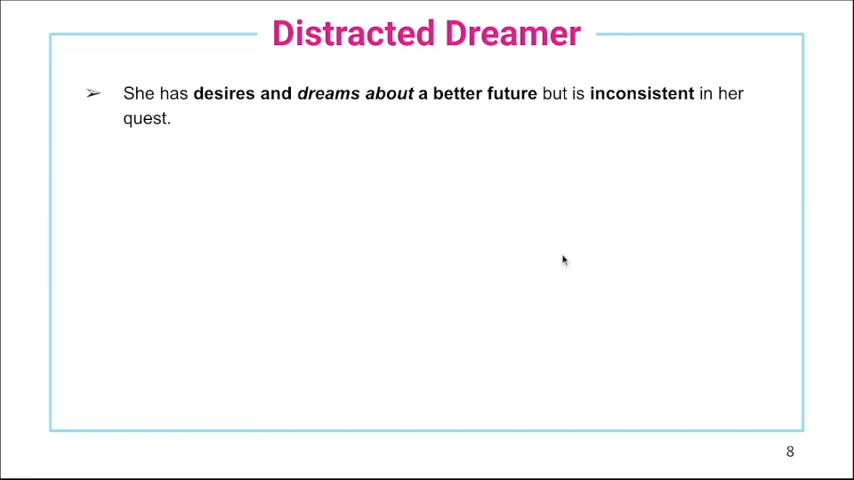 Distracted Dreamer
➢ She has desires and dreams about a better future but is inconsistent in her
quest.
8